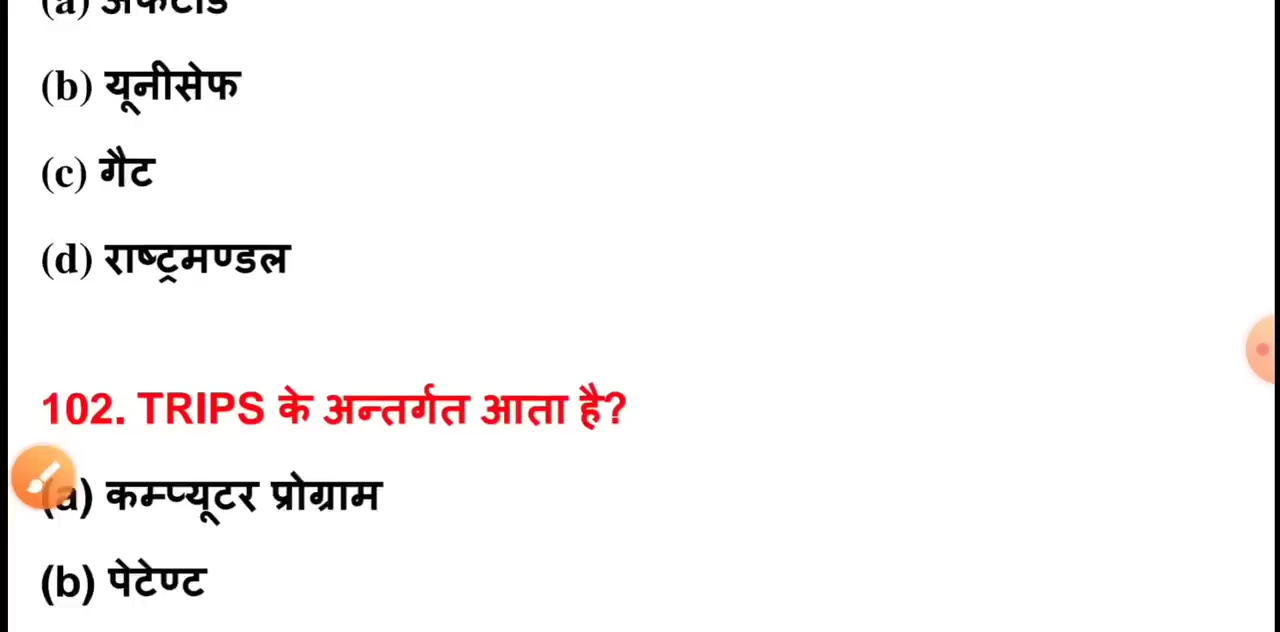 (b) यूनीसेफ
(c) गैट
(d) राष्ट्रमण्डल
102. TRIPS के अन्तर्गत आता है?
(a) कम्प्यूटर प्रोग्राम
(b) पेटेण्ट